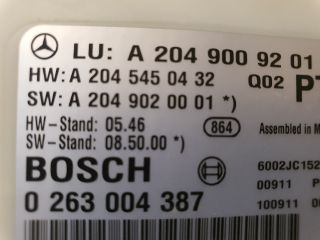 LU: A 204 900 92 01
HW: A 204 545 04 32 Q02
SW: A 204 902 00 01 *)
HW-Stand: 05.46 864 Assembled in
SW-Stand: 08.50.00 *)
BOSCH 6002JC152
0 263 004 387 00911 P
100911 00